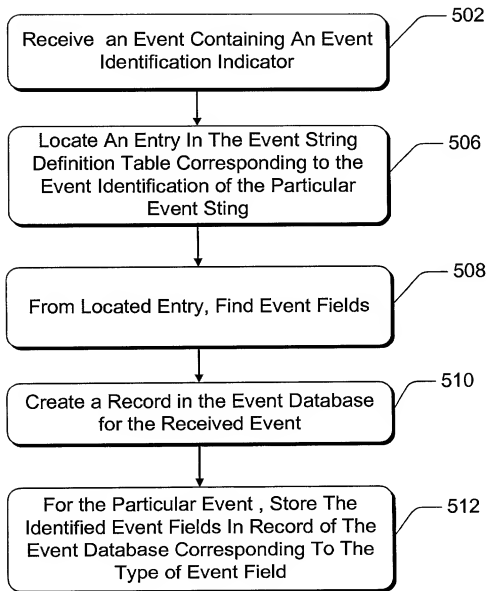 502
Receive an Event Containing An Event
Identification Indicator
506
Locate An Entry In The Event String
Definition Table Corresponding to the
Event Identification of the Particular
Event Sting
508
From Located Entry, Find Event Fields
510
Create a Record in the Event Database
for the Received Event
512
For the Particular Event , Store The
Identified Event Fields In Record of The
Event Database Corresponding To The
Type of Event Field